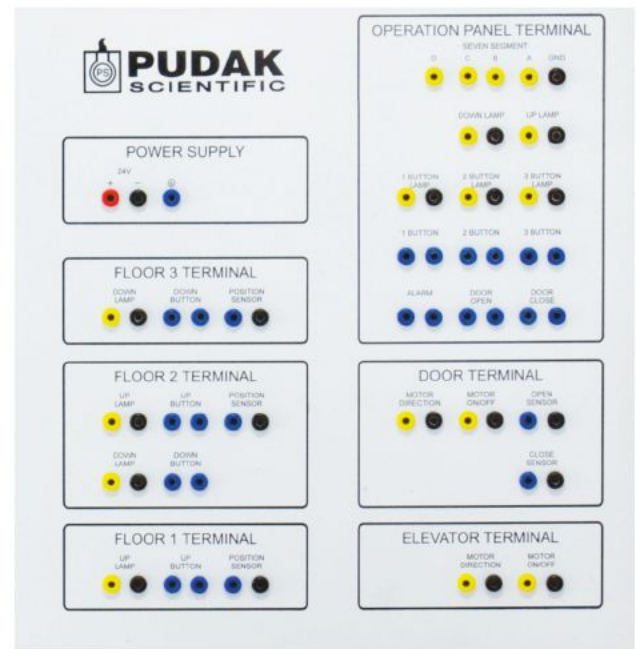 PS
PUDAK
SCIENTIFIC
POWER SUPPLY
24V
+ −
FLOOR 3 TERMINAL
DOWN LAMP
DOWN BUTTON
POSITION SENSOR
FLOOR 2 TERMINAL
UP LAMP
UP BUTTON
POSITION SENSOR
DOWN LAMP
DOWN BUTTON
FLOOR 1 TERMINAL
UP LAMP
UP BUTTON
POSITION SENSOR
OPERATION PANEL TERMINAL
SEVEN SEGMENT
D C B A GND
DOWN LAMP UP LAMP
1 BUTTON LAMP
2 BUTTON LAMP
3 BUTTON LAMP
1 BUTTON 2 BUTTON 3 BUTTON
ALARM
DOOR OPEN
DOOR CLOSE
DOOR TERMINAL
MOTOR DIRECTION
MOTOR ON/OFF
OPEN SENSOR
CLOSE SENSOR
ELEVATOR TERMINAL
MOTOR DIRECTION
MOTOR ON/OFF